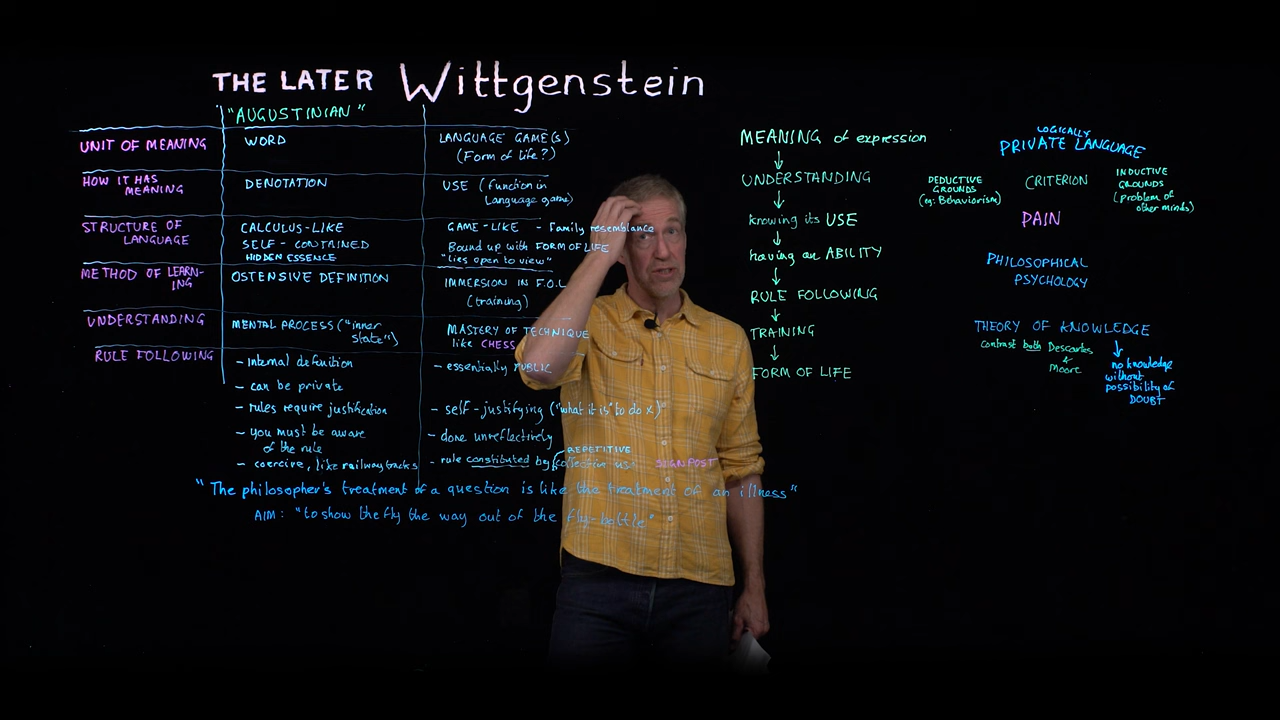 THE LATER Wittgenstein
"AUGUSTINIAN"
UNIT OF MEANING
WORD
LANGUAGE GAME(S)
(Form of life?)
HOW IT HAS
MEANING
DENOTATION
USE (function in
Language game)
STRUCTURE OF
LANGUAGE
CALCULUS-LIKE
SELF-CONTAINED
HIDDEN ESSENCE
GAME-LIKE - Family resemblance
Bound up with FORM OF LIFE
"lies open to view"
METHOD OF LEARN-
ING
OSTENSIVE DEFINITION
IMMERSION IN F.O.L
(training)
UNDERSTANDING
MENTAL PROCESS ("inner
state")
MASTERY OF TECHNIQUE
like CHESS
RULE FOLLOWING
- internal definition
- can be private
- rules require justification
- you must be aware
of the rule
- coercive, like railway tracks
- essentially PUBLIC
- self-justifying ("what it is" to do x)
- done unreflectively
REPETITIVE
- rule constituted by collective use
SIGNPOST
"The philosopher's treatment of a question is like the treatment of an illness"
AIM: "to show the fly the way out of the fly-bottle"
MEANING of expression
↓
UNDERSTANDING
↓
knowing its USE
↓
having an ABILITY
↓
RULE FOLLOWING
↓
TRAINING
↓
FORM OF LIFE
LOGICALLY
PRIVATE LANGUAGE
DEDUCTIVE
GROUNDS
(eg: Behaviorism)
CRITERION
INDUCTIVE
GROUNDS
(problem of
other minds)
PAIN
PHILOSOPHICAL
PSYCHOLOGY
THEORY OF KNOWLEDGE
contrast both Descartes
&
Moore
↓
no knowledge
without
possibility of
DOUBT